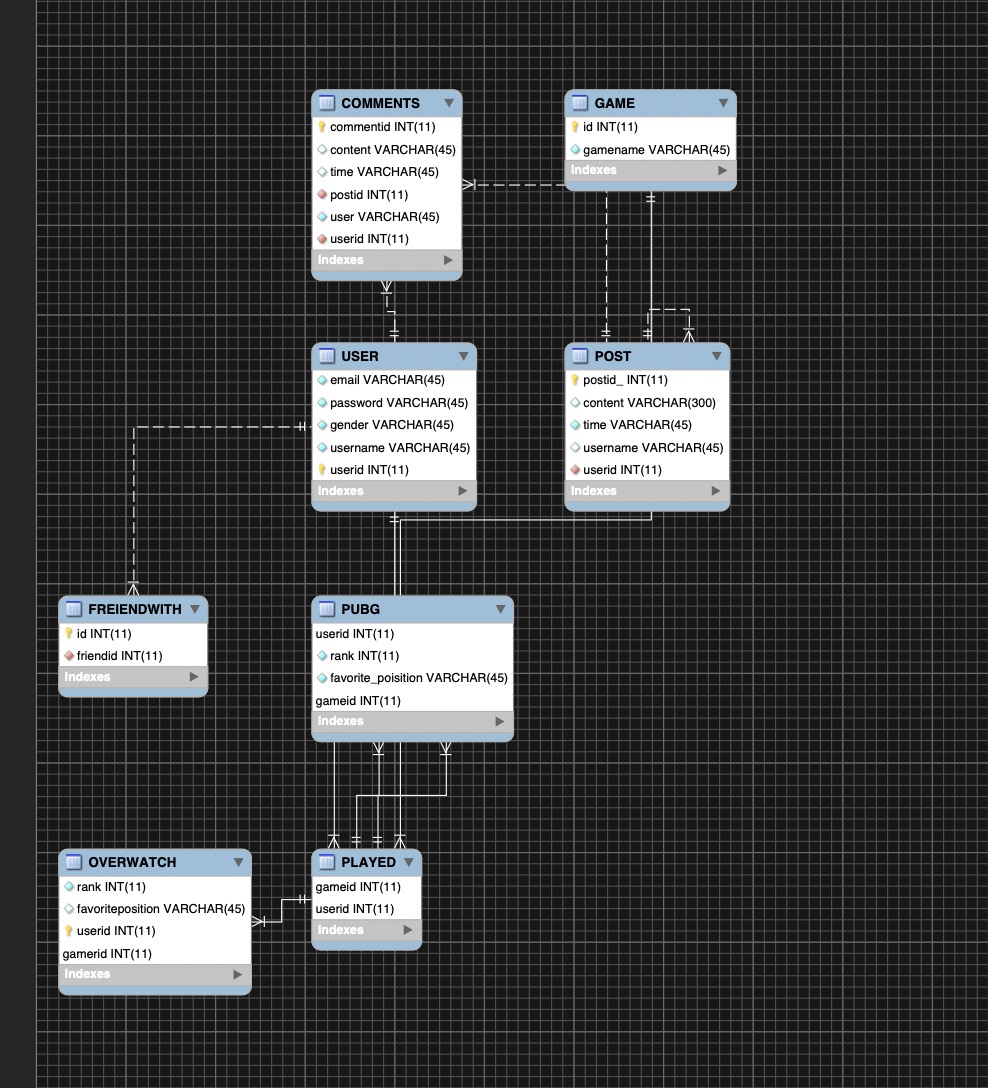 COMMENTS
commentid INT(11)
content VARCHAR(45)
time VARCHAR(45)
postid INT(11)
user VARCHAR(45)
userid INT(11)
Indexes
GAME
id INT(11)
gamename VARCHAR(45)
Indexes
USER
email VARCHAR(45)
password VARCHAR(45)
gender VARCHAR(45)
username VARCHAR(45)
userid INT(11)
Indexes
POST
postid_ INT(11)
content VARCHAR(300)
time VARCHAR(45)
username VARCHAR(45)
userid INT(11)
Indexes
FREIENDWITH
id INT(11)
friendid INT(11)
Indexes
PUBG
userid INT(11)
rank INT(11)
favorite_poisition VARCHAR(45)
gameid INT(11)
Indexes
OVERWATCH
rank INT(11)
favoriteposition VARCHAR(45)
userid INT(11)
gamerid INT(11)
Indexes
PLAYED
gameid INT(11)
userid INT(11)
Indexes